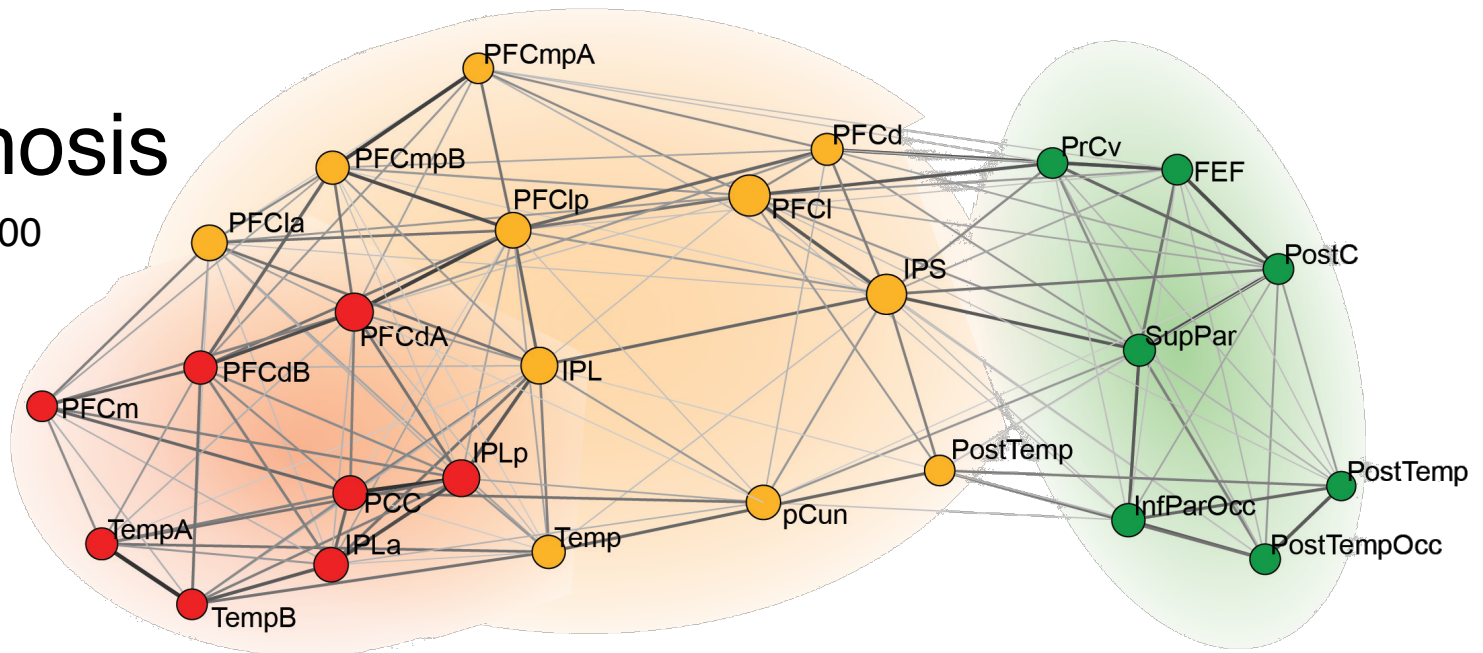 nosis
00
PFCmpA
PFCd
PrCv
PFCmpB
FEF
PFClp
PFCl
PFCla
PostC
IPS
PFCdA
SupPar
PFCdB
IPL
PFCm
IPLp
PostTemp
PostTemp
PCC
InfParOcc
pCun
TempA
Temp
IPLa
PostTempOcc
TempB